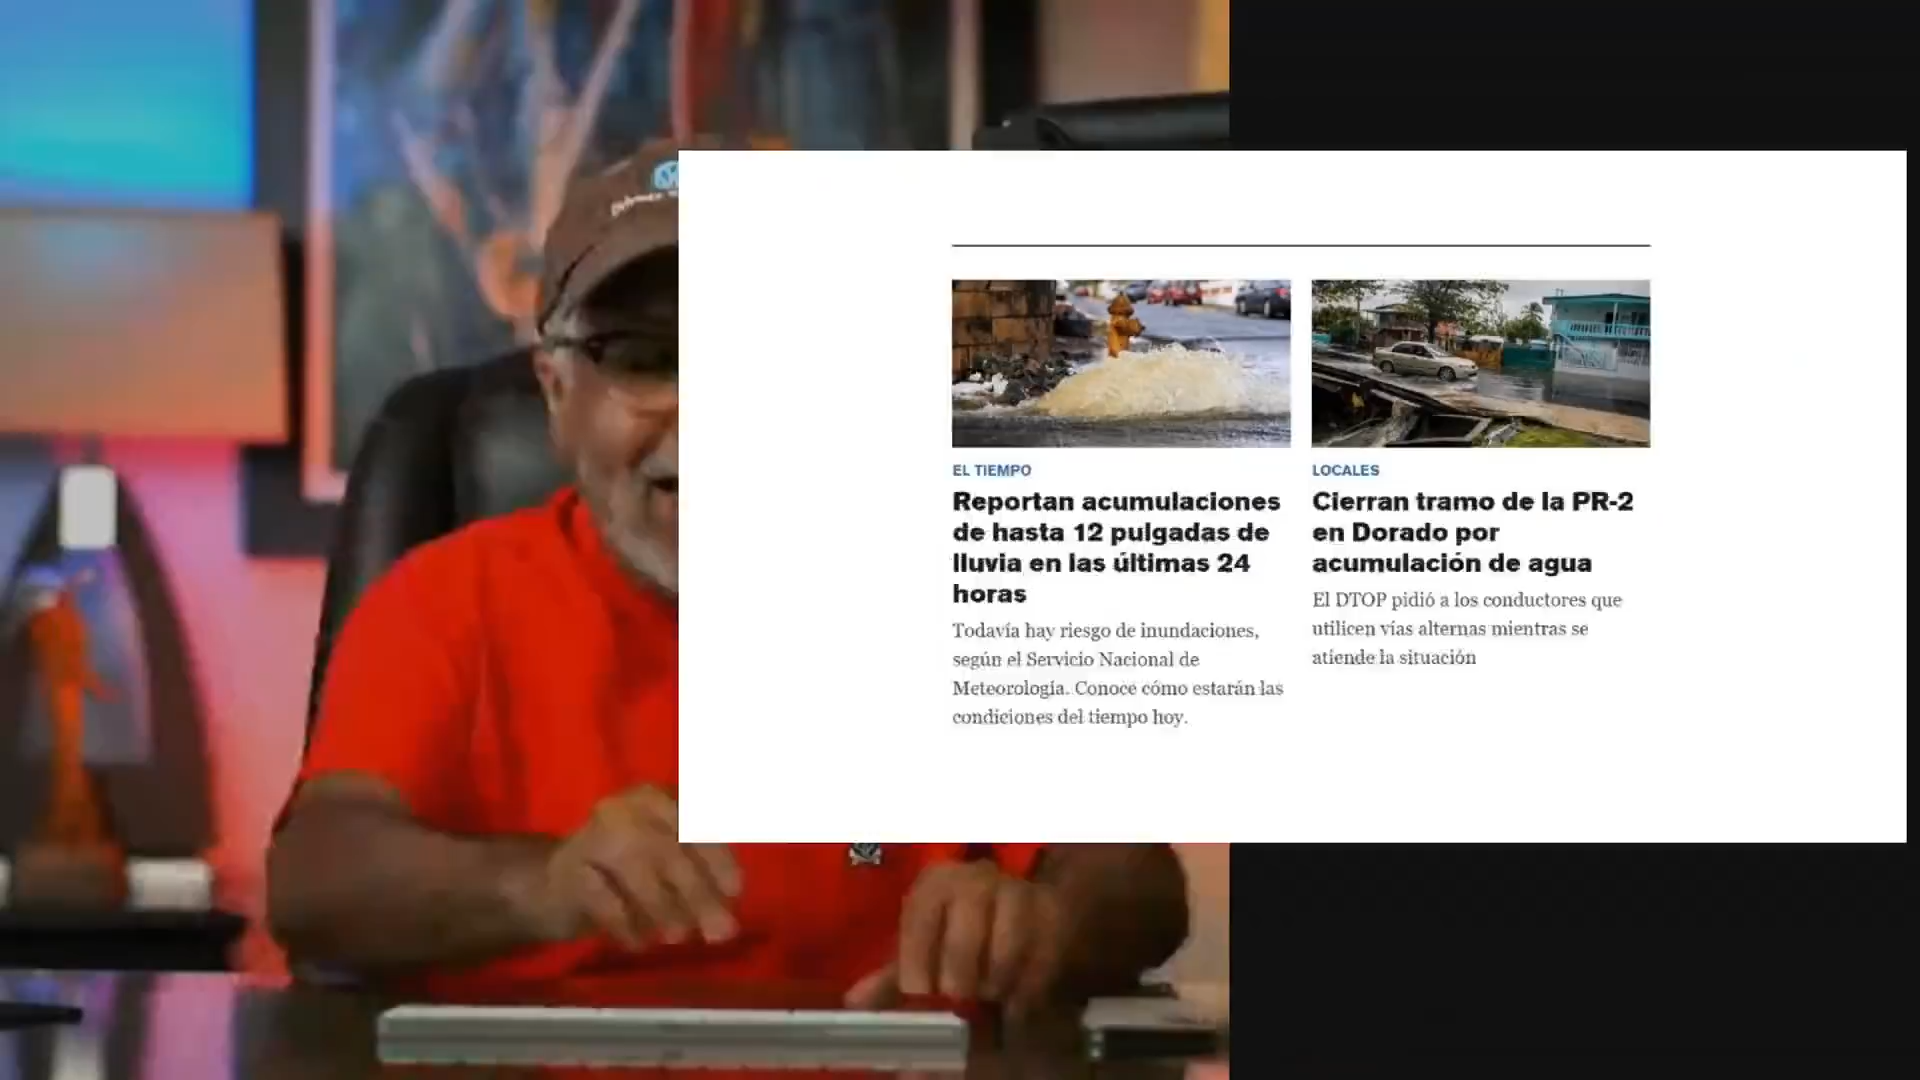 EL TIEMPO
Reportan acumulaciones
de hasta 12 pulgadas de
lluvia en las últimas 24
horas
Todavía hay riesgo de inundaciones,
según el Servicio Nacional de
Meteorología. Conoce cómo estarán las
condiciones del tiempo hoy.
LOCALES
Cierran tramo de la PR-2
en Dorado por
acumulación de agua
El DTOP pidió a los conductores que
utilicen vías alternas mientras se
atiende la situación